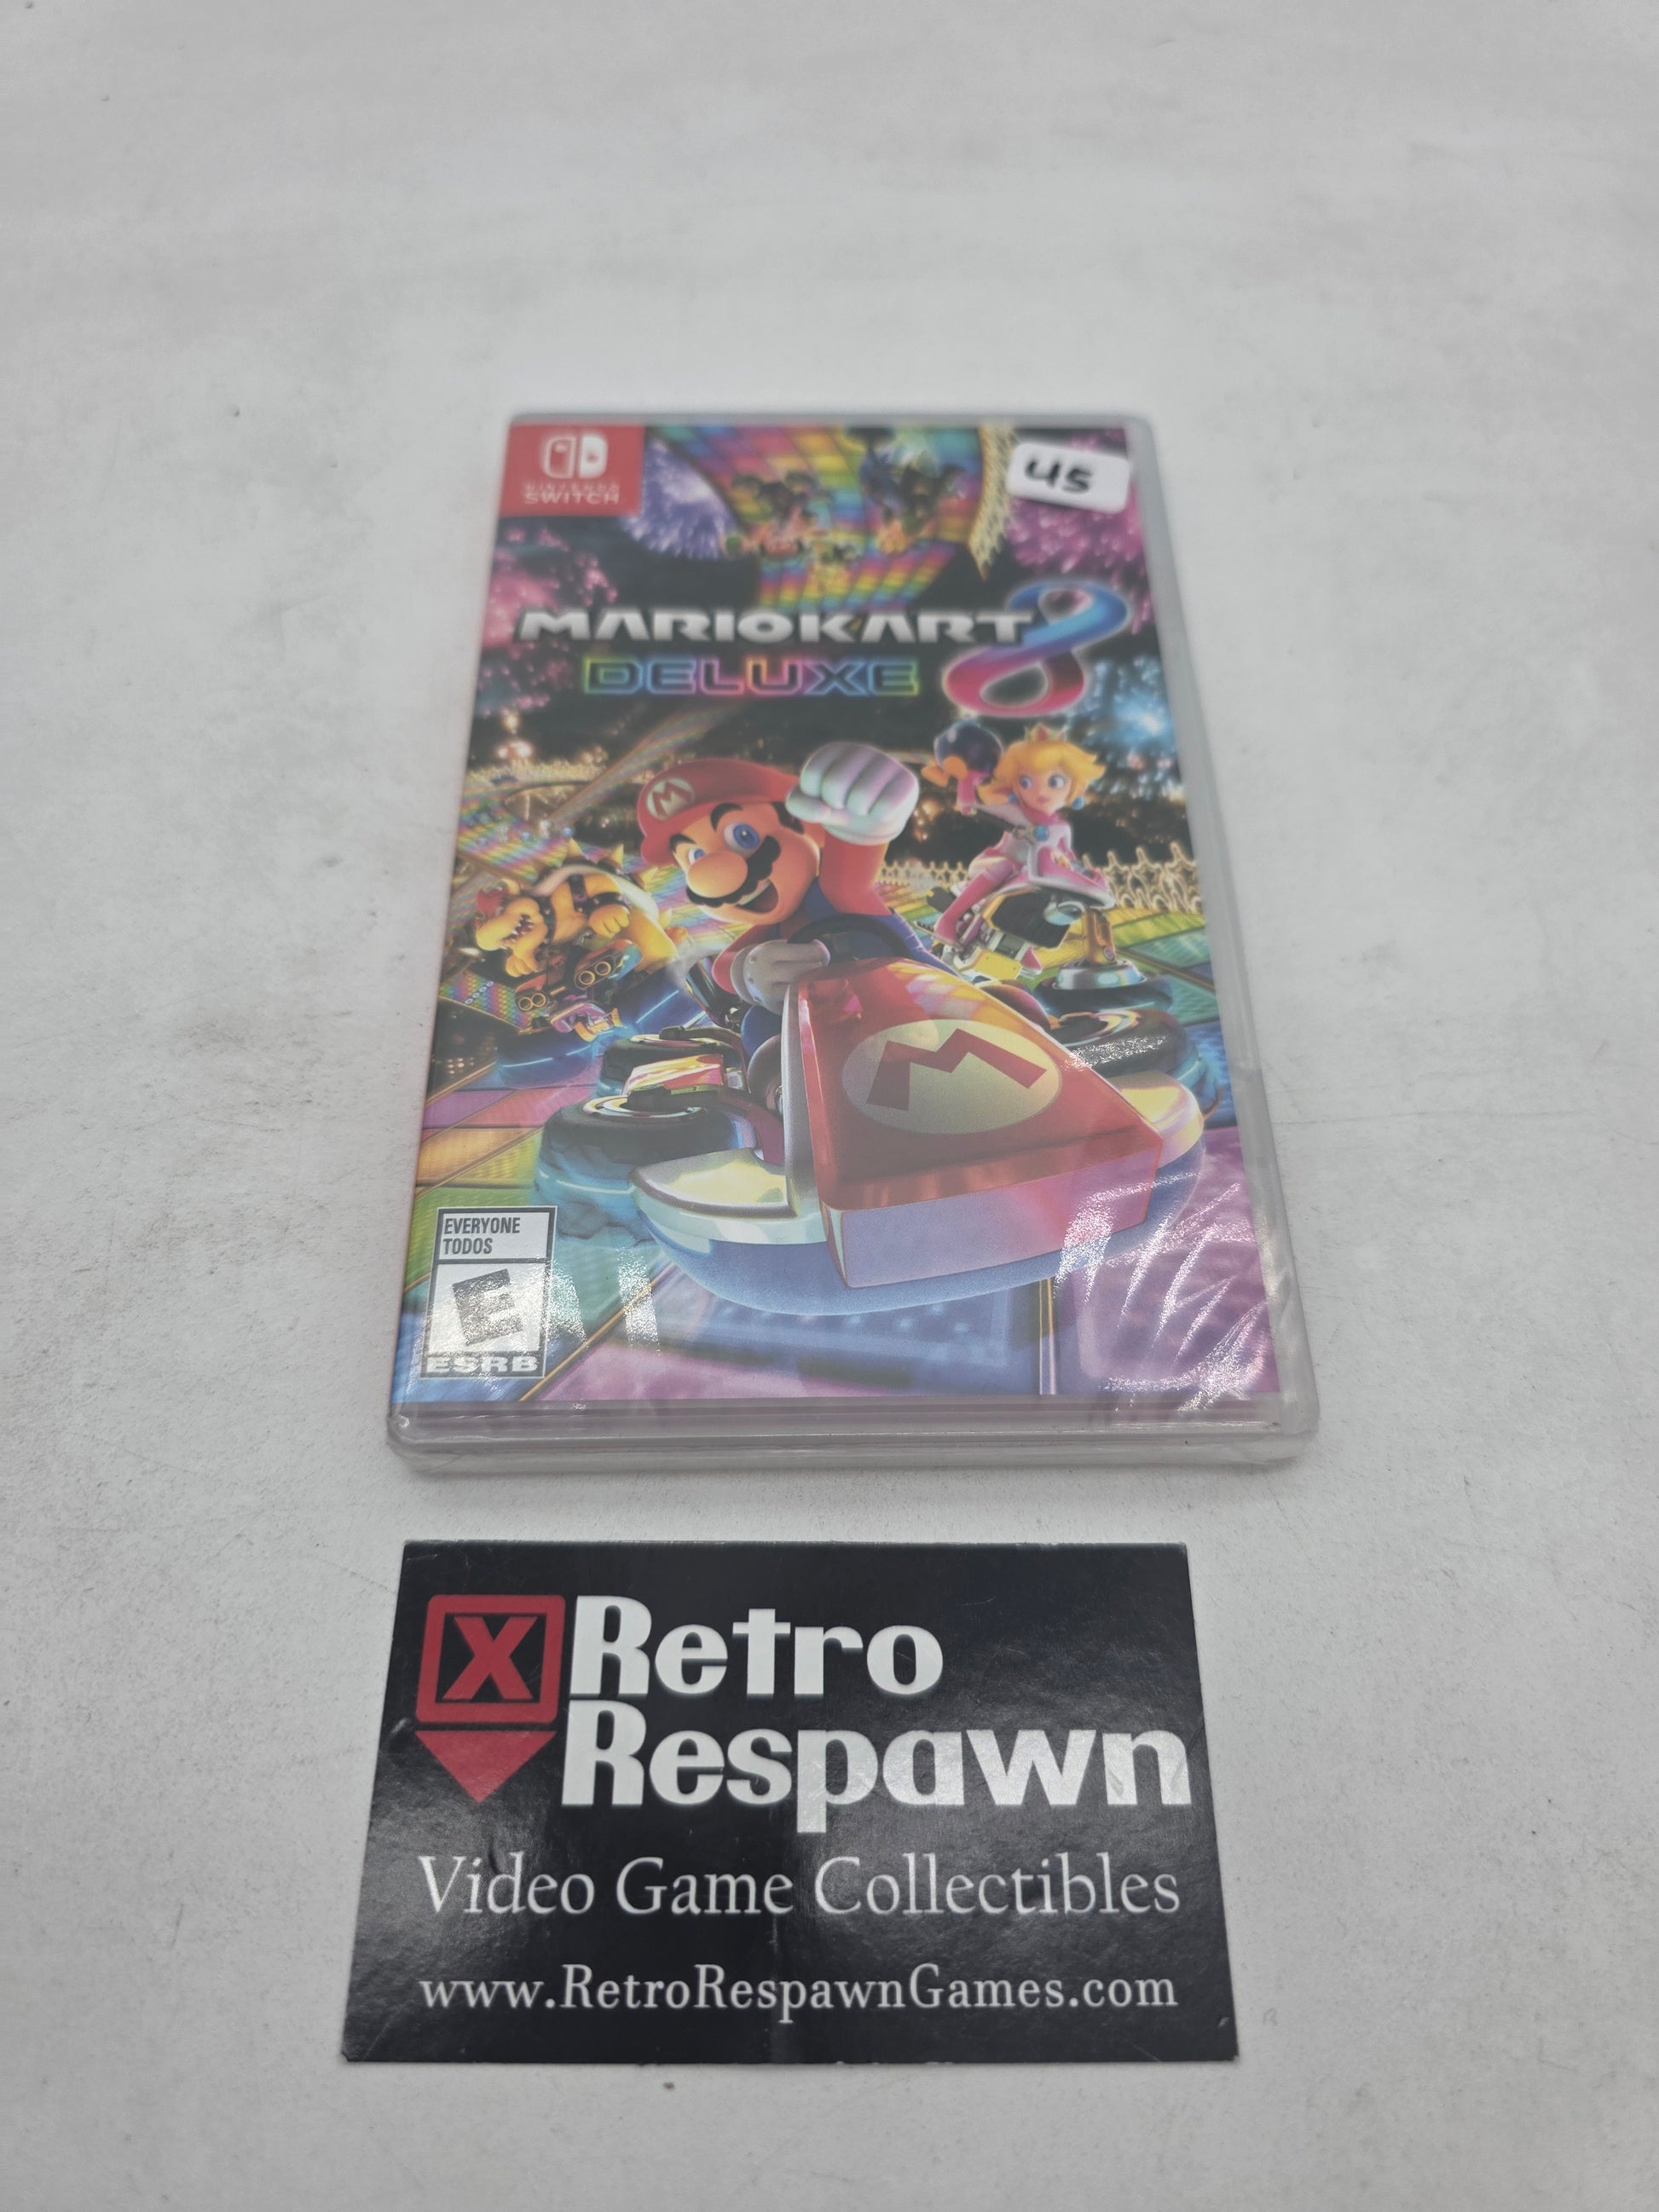 NINTENDO
SWITCH
45
MARIOKART 8
DELUXE
M
M
EVERYONE
TODOS
E
ESRB
X Retro
Respawn
Video Game Collectibles
www.RetroRespawnGames.com